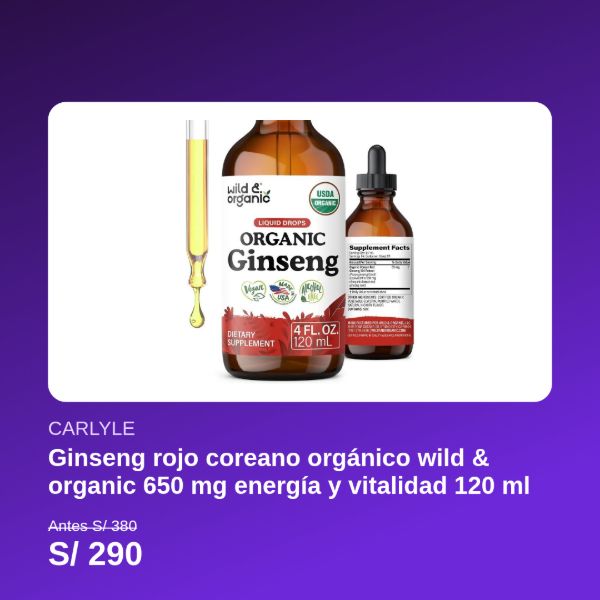 wild &
organic
USDA
ORGANIC
LIQUID DROPS
ORGANIC
Ginseng
Vegan
MADE
USA
Alcohol
FREE
DIETARY
SUPPLEMENT
4 FL. OZ.
120 mL
Supplement Facts
CARLYLE
Ginseng rojo coreano orgánico wild &
organic 650 mg energía y vitalidad 120 ml
Antes S/ 380
S/ 290